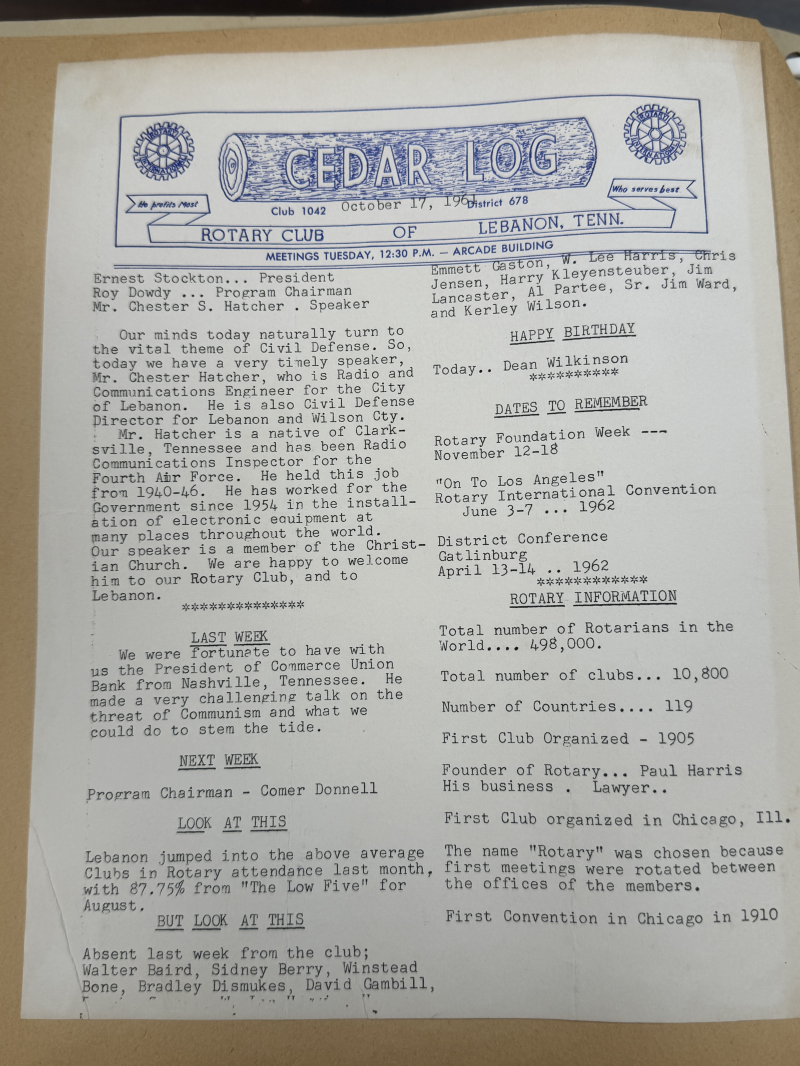 ROTARY INTERNATIONAL
CEDAR LOG
ROTARY INTERNATIONAL
He profits Most
Who serves best
Club 1042 October 17, 1961 District 678
ROTARY CLUB OF LEBANON, TENN.
MEETINGS TUESDAY, 12:30 P.M. — ARCADE BUILDING
Ernest Stockton... President
Roy Dowdy ... Program Chairman
Mr. Chester S. Hatcher . Speaker
Our minds today naturally turn to
the vital theme of Civil Defense. So,
today we have a very timely speaker,
Mr. Chester Hatcher, who is Radio and
Communications Engineer for the City
of Lebanon. He is also Civil Defense
Director for Lebanon and Wilson Cty.
Mr. Hatcher is a native of Clark-
sville, Tennessee and has been Radio
Communications Inspector for the
Fourth Air Force. He held this job
from 1940-46. He has worked for the
Government since 1954 in the install-
ation of electronic equipment at
many places throughout the world.
Our speaker is a member of the Christ-
ian Church. We are happy to welcome
him to our Rotary Club, and to
Lebanon.
**************
LAST WEEK
We were fortunate to have with
us the President of Commerce Union
Bank from Nashville, Tennessee. He
made a very challenging talk on the
threat of Communism and what we
could do to stem the tide.
NEXT WEEK
Program Chairman - Comer Donnell
LOOK AT THIS
Lebanon jumped into the above average
Clubs in Rotary attendance last month,
with 87.75% from "The Low Five" for
August.
BUT LOOK AT THIS
Absent last week from the club;
Walter Baird, Sidney Berry, Winstead
Bone, Bradley Dismukes, David Gambill,
Emmett Gaston, W. Lee Harris, Chris
Jensen, Harry Kleyensteuber, Jim
Lancaster, Al Partee, Sr. Jim Ward,
and Kerley Wilson.
HAPPY BIRTHDAY
Today.. Dean Wilkinson
**********
DATES TO REMEMBER
Rotary Foundation Week ---
November 12-18
"On To Los Angeles"
Rotary International Convention
June 3-7 ... 1962
District Conference
Gatlinburg
April 13-14 .. 1962
************
ROTARY INFORMATION
Total number of Rotarians in the
World.... 498,000.
Total number of clubs... 10,800
Number of Countries.... 119
First Club Organized - 1905
Founder of Rotary... Paul Harris
His business . Lawyer..
First Club organized in Chicago, Ill.
The name "Rotary" was chosen because
first meetings were rotated between
the offices of the members.
First Convention in Chicago in 1910